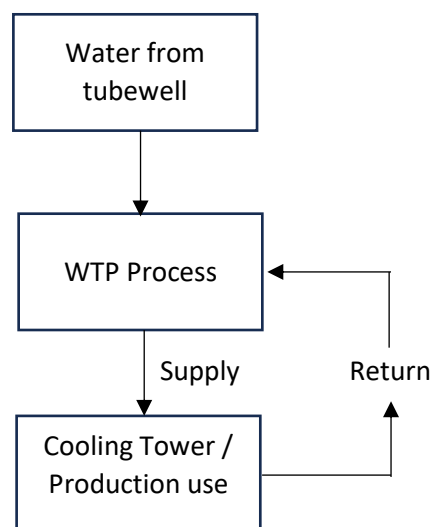 Water from
tubewell
WTP Process
Supply
Return
Cooling Tower /
Production use